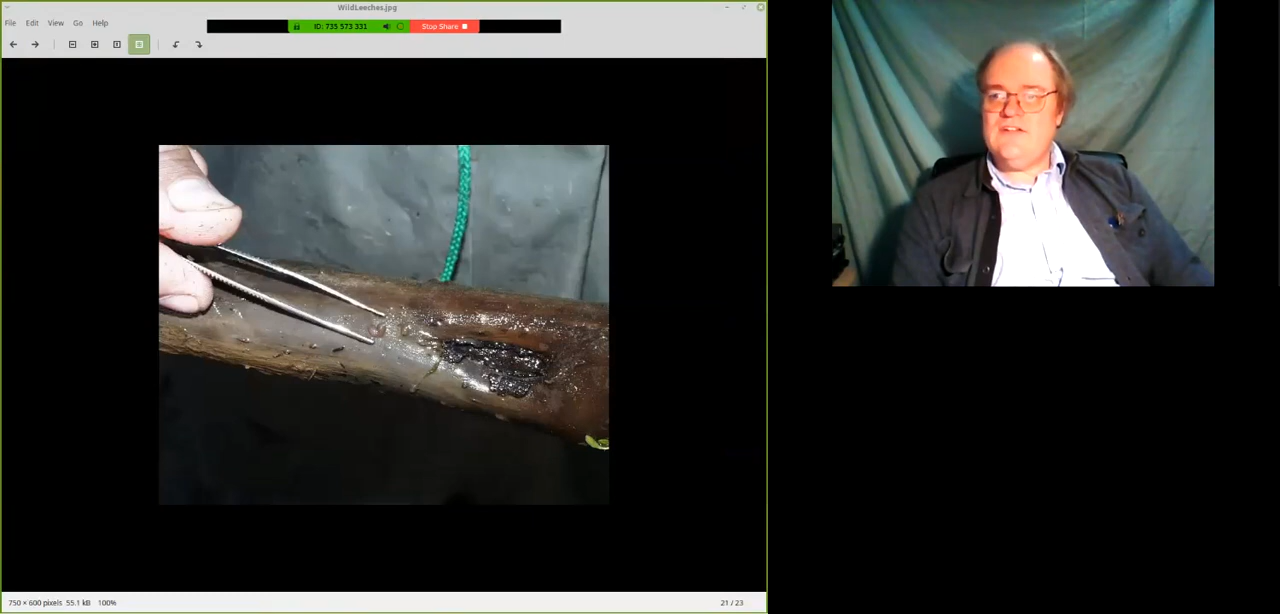 WildLeeches.jpg
File Edit View Go Help
ID: 735 573 331
Stop Share
750 × 600 pixels 55.1 kB 100%
21 / 23